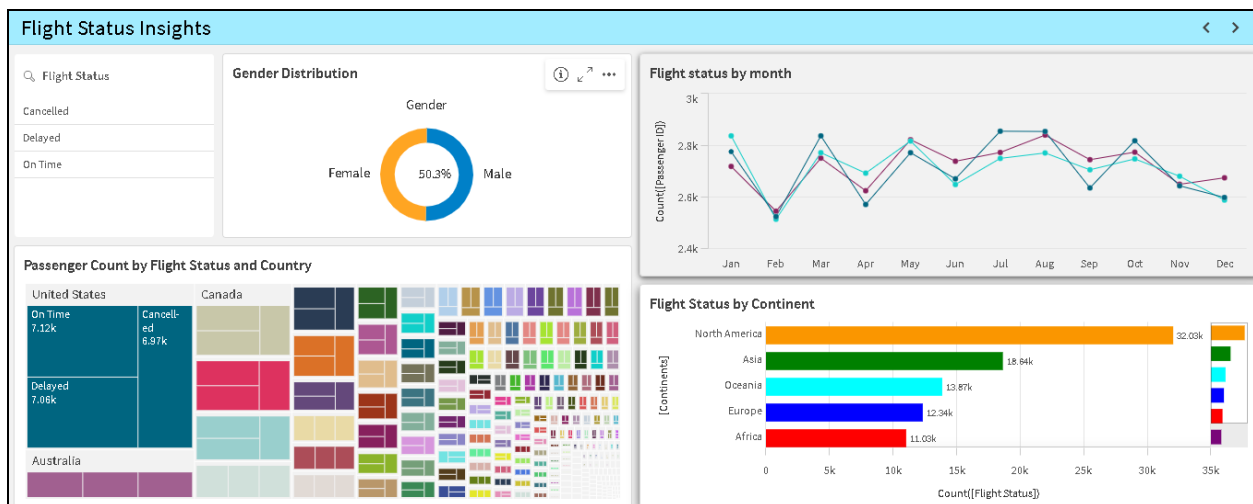 Flight Status Insights
Flight Status
Cancelled
Delayed
On Time
Gender Distribution
Gender
Female
50.3%
Male
Flight status by month
Count([Passenger ID])
3k
2.8k
2.6k
2.4k
Jan Feb Mar Apr May Jun Jul Aug Sep Oct Nov Dec
Passenger Count by Flight Status and Country
United States
Canada
On Time
7.12k
Cancell-
ed
6.97k
Delayed
7.06k
Australia
Flight Status by Continent
[Continents]
North America
32.03k
Asia
18.64k
Oceania
13.87k
Europe
12.34k
Africa
11.03k
0 5k 10k 15k 20k 25k 30k 35k
Count([Flight.Status])